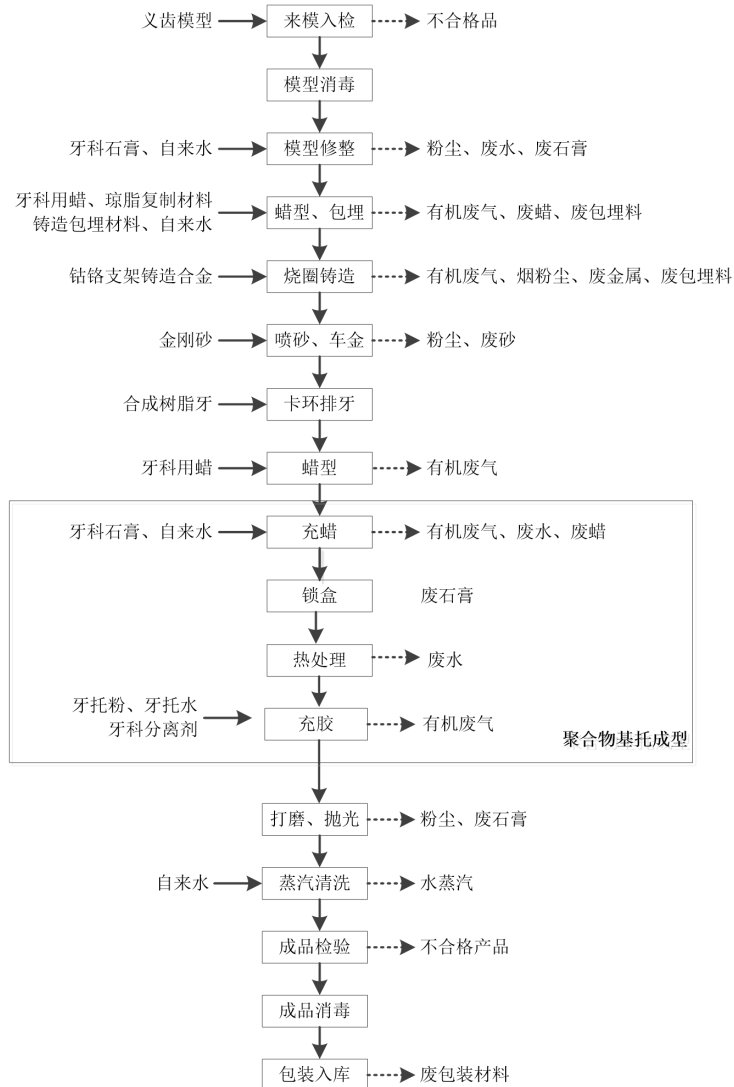 义齿模型 来模入检 不合格品
模型消毒
牙科石膏、自来水 模型修整 粉尘、废水、废石膏
牙科用蜡、琼脂复制材料
铸造包埋材料、自来水 蜡型、包埋 有机废气、废蜡、废包埋料
钴铬支架铸造合金 烧圈铸造 有机废气、烟粉尘、废金属、废包埋料
金刚砂 喷砂、车金 粉尘、废砂
合成树脂牙 卡环排牙
牙科用蜡 蜡型 有机废气
牙科石膏、自来水 充蜡 有机废气、废水、废蜡
锁盒 废石膏
热处理 废水
牙托粉、牙托水
牙科分离剂 充胶 有机废气
聚合物基托成型
打磨、抛光 粉尘、废石膏
自来水 蒸汽清洗 水蒸汽
成品检验 不合格产品
成品消毒
包装入库 废包装材料